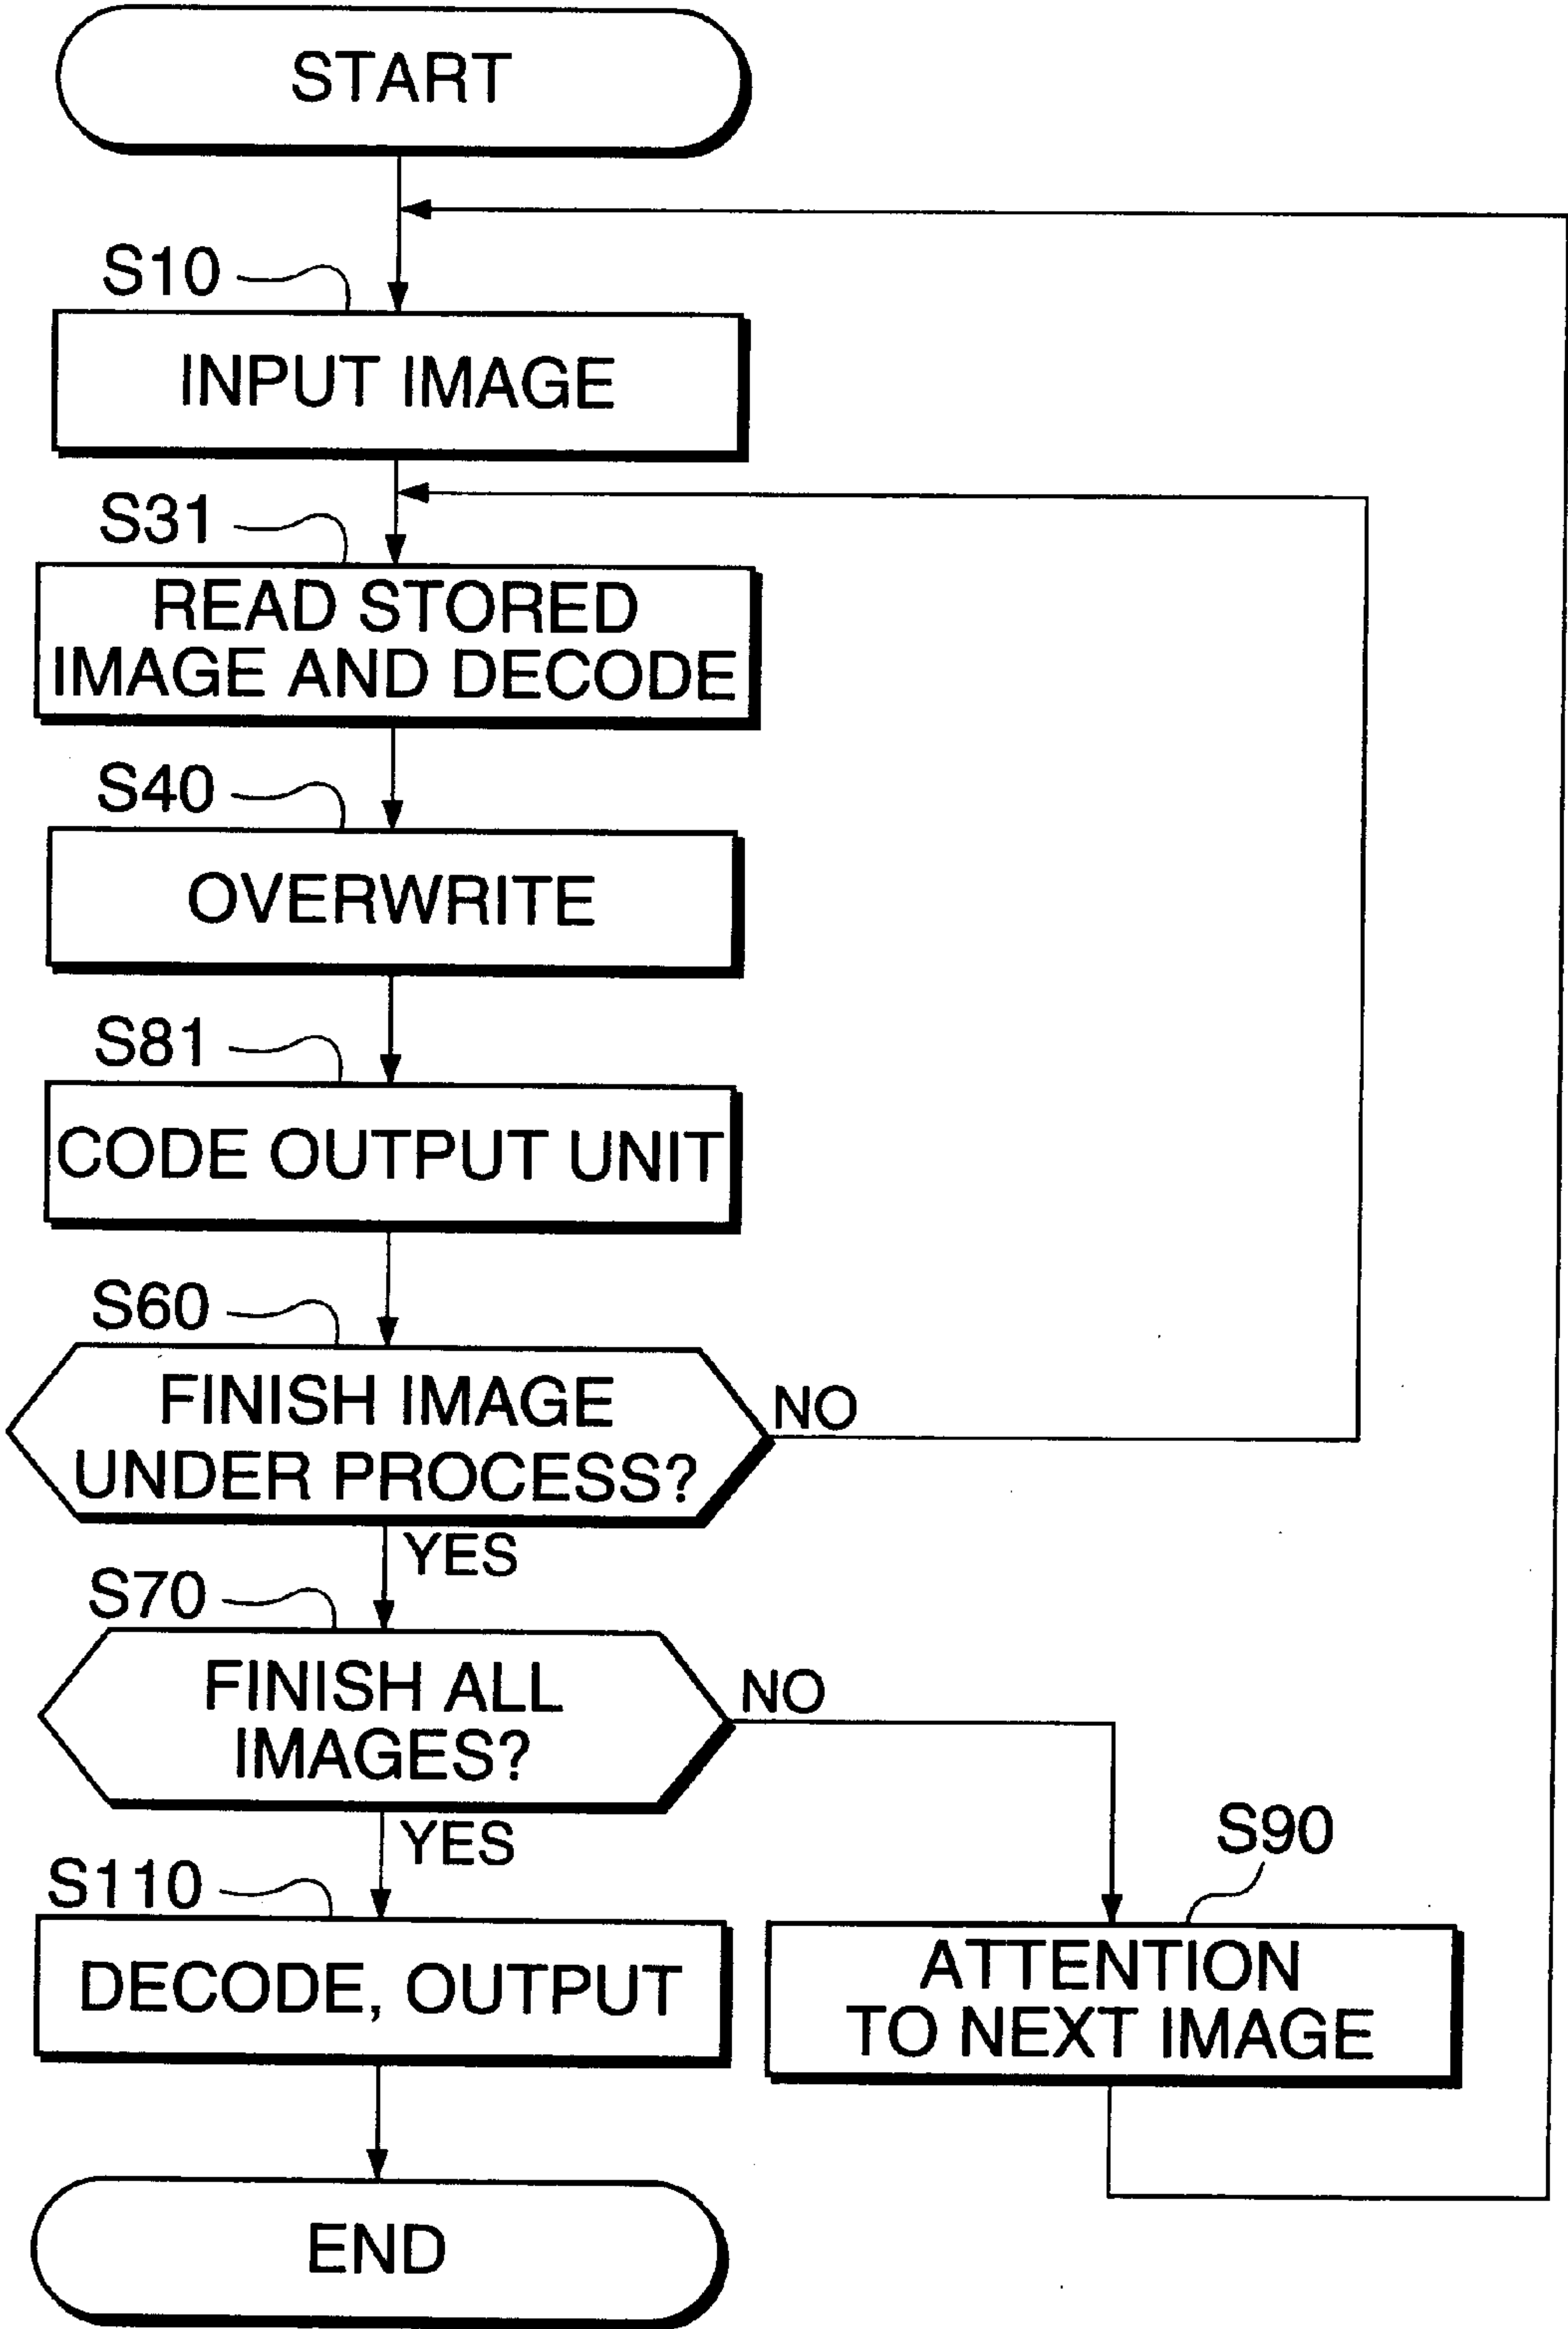 START
S10
INPUT IMAGE
S31
READ STORED
IMAGE AND DECODE
S40
OVERWRITE
S81
CODE OUTPUT UNIT
S60
FINISH IMAGE
UNDER PROCESS?
NO
YES
S70
FINISH ALL
IMAGES?
NO
YES
S110
DECODE, OUTPUT
S90
ATTENTION
TO NEXT IMAGE
END